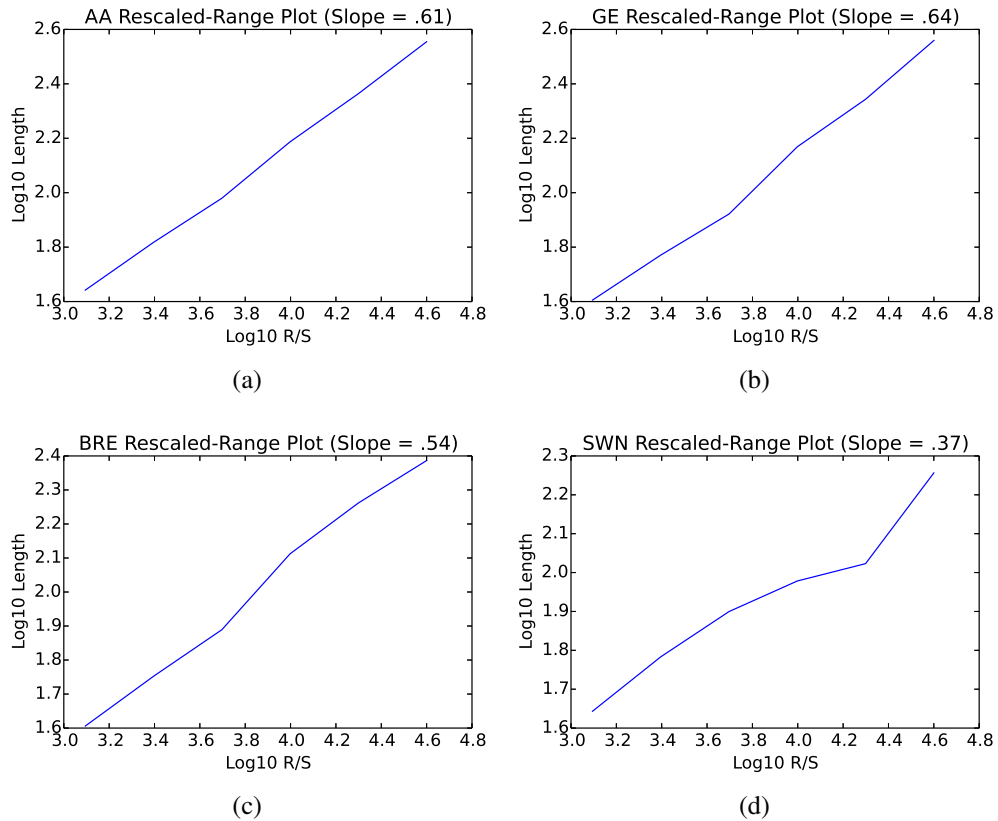 AA Rescaled-Range Plot (Slope = .61)
2.6
2.4
2.2
2.0
1.8
1.6
Log10 Length
3.0 3.2 3.4 3.6 3.8 4.0 4.2 4.4 4.6 4.8
Log10 R/S
(a)
GE Rescaled-Range Plot (Slope = .64)
2.6
2.4
2.2
2.0
1.8
1.6
Log10 Length
3.0 3.2 3.4 3.6 3.8 4.0 4.2 4.4 4.6 4.8
Log10 R/S
(b)
BRE Rescaled-Range Plot (Slope = .54)
2.4
2.3
2.2
2.1
2.0
1.9
1.8
1.7
1.6
Log10 Length
3.0 3.2 3.4 3.6 3.8 4.0 4.2 4.4 4.6 4.8
Log10 R/S
(c)
SWN Rescaled-Range Plot (Slope = .37)
2.3
2.2
2.1
2.0
1.9
1.8
1.7
1.6
Log10 Length
3.0 3.2 3.4 3.6 3.8 4.0 4.2 4.4 4.6 4.8
Log10 R/S
(d)